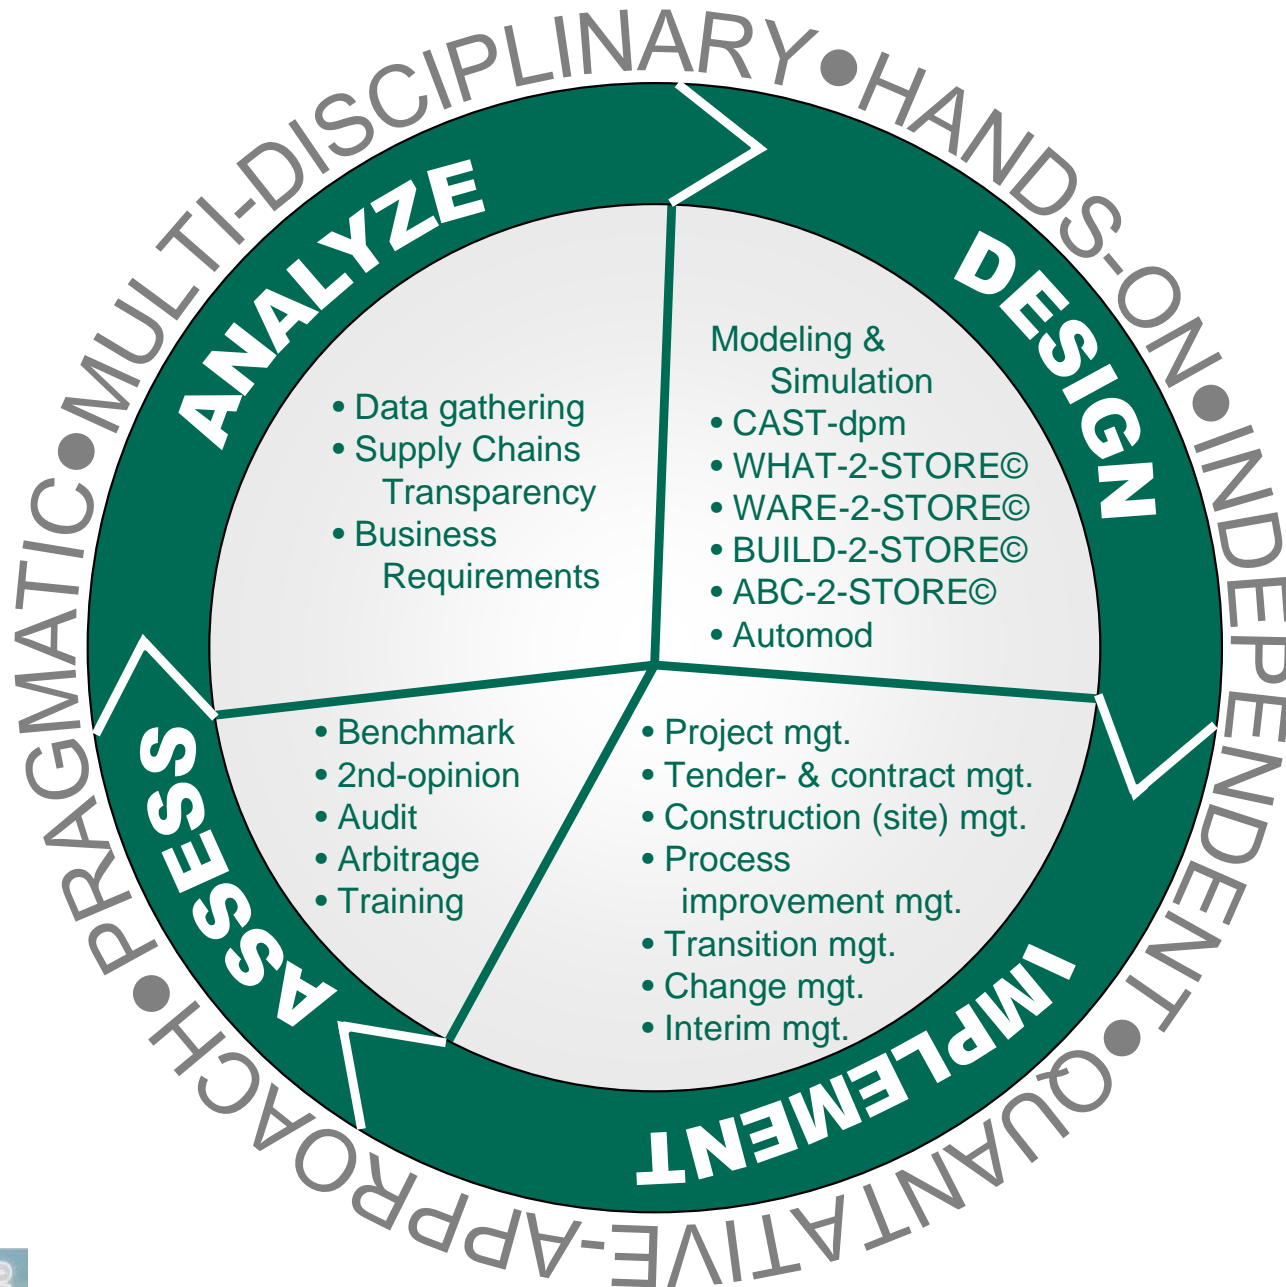 PRAGMATIC●MULTI-DISCIPLINARY●HANDS-ON●INDEPENDENT●QUANTATIVE-APPROACH●
ANALYZE
• Data gathering
• Supply Chains
Transparency
• Business
Requirements
DESIGN
Modeling &
Simulation
• CAST-dpm
• WHAT-2-STORE©
• WARE-2-STORE©
• BUILD-2-STORE©
• ABC-2-STORE©
• Automod
IMPLEMENT
• Project mgt.
• Tender- & contract mgt.
• Construction (site) mgt.
• Process
improvement mgt.
• Transition mgt.
• Change mgt.
• Interim mgt.
ASSESS
• Benchmark
• 2nd-opinion
• Audit
• Arbitrage
• Training